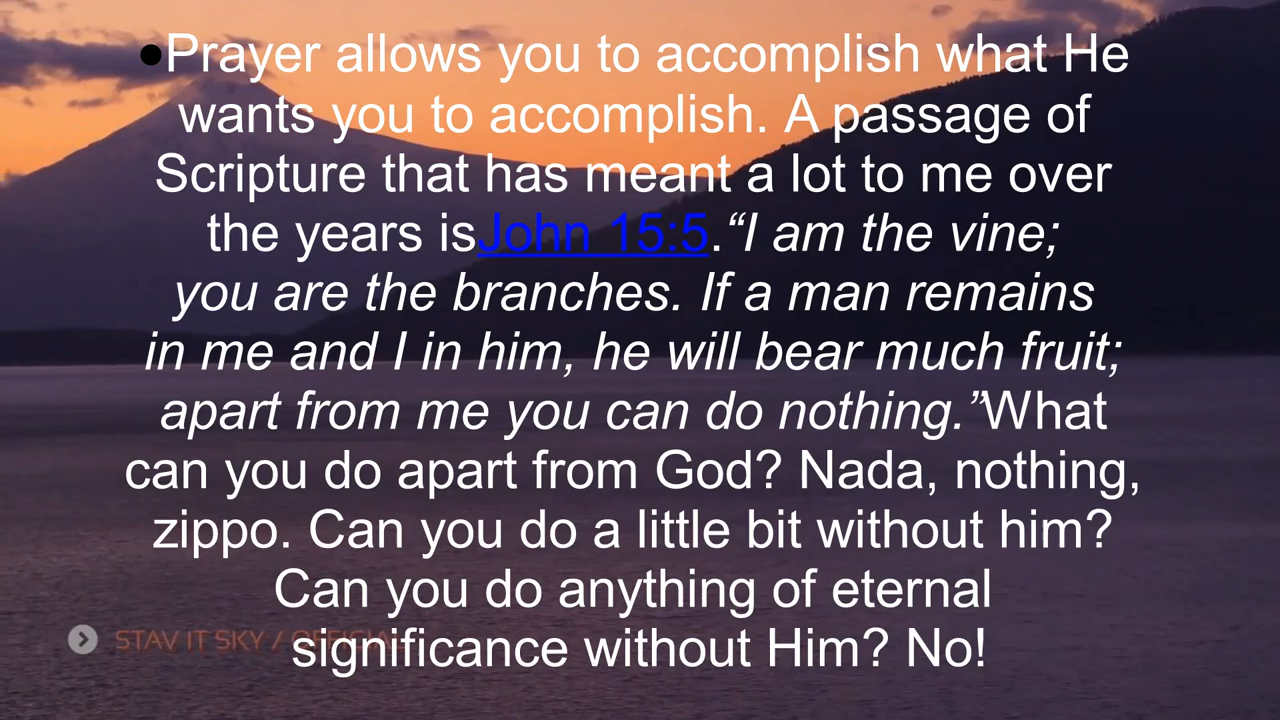 •Prayer allows you to accomplish what He
wants you to accomplish. A passage of
Scripture that has meant a lot to me over
the years isJohn 15:5.“I am the vine;
you are the branches. If a man remains
in me and I in him, he will bear much fruit;
apart from me you can do nothing.”What
can you do apart from God? Nada, nothing,
zippo. Can you do a little bit without him?
Can you do anything of eternal
STAV IT SKY / OFFICIAL
significance without Him? No!